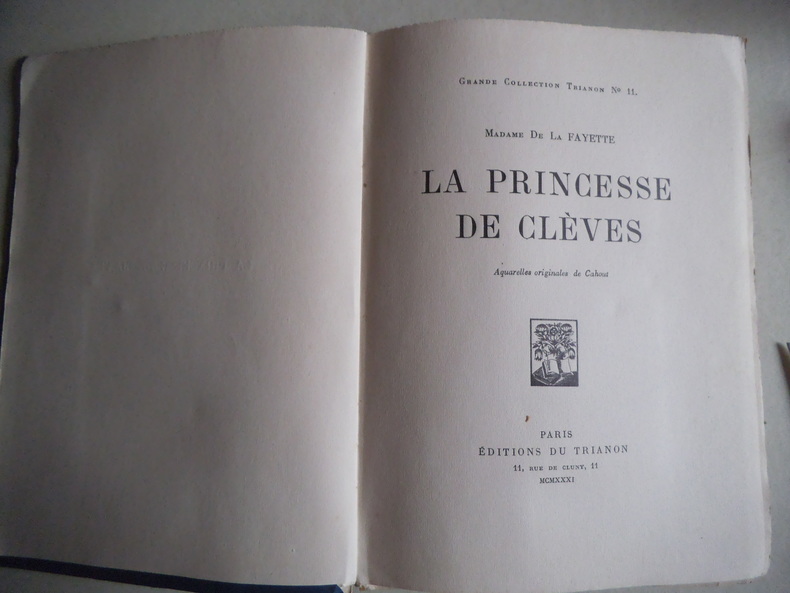 Grande Collection Trianon No 11.
Madame De La FAYETTE
LA PRINCESSE
DE CLÈVES
Aquarelles originales de Cahout
PARIS
ÉDITIONS DU TRIANON
11, RUE DE CLUNY, 11
MCMXXXI